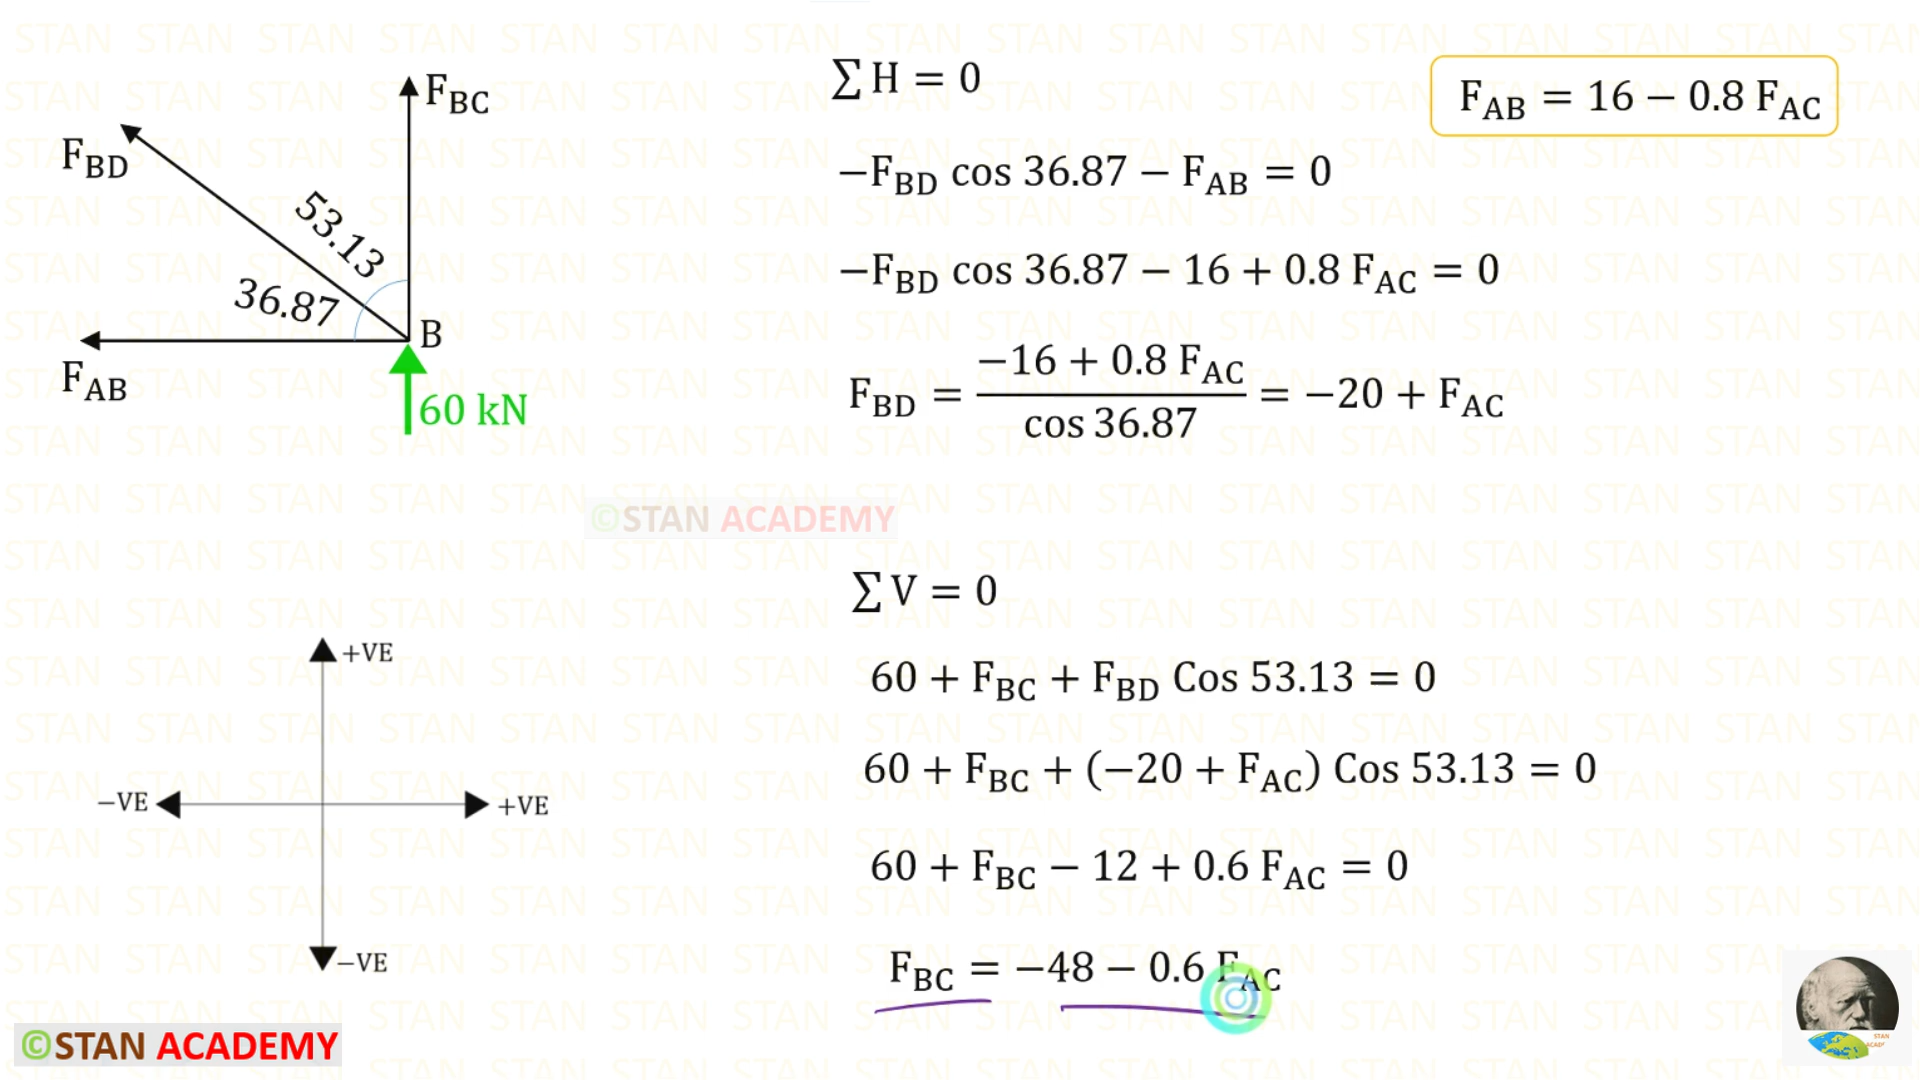 F_BC
F_BD
53.13
36.87
B
F_AB
60 kN
∑ H = 0
F_AB = 16 − 0.8 F_AC
−F_BD cos 36.87 − F_AB = 0
−F_BD cos 36.87 − 16 + 0.8 F_AC = 0
F_BD = (−16 + 0.8 F_AC) / cos 36.87 = −20 + F_AC
©STAN ACADEMY
∑ V = 0
60 + F_BC + F_BD Cos 53.13 = 0
60 + F_BC + (−20 + F_AC) Cos 53.13 = 0
60 + F_BC − 12 + 0.6 F_AC = 0
F_BC = −48 − 0.6 F_AC
+VE
−VE
+VE
−VE
©STAN ACADEMY
STAN